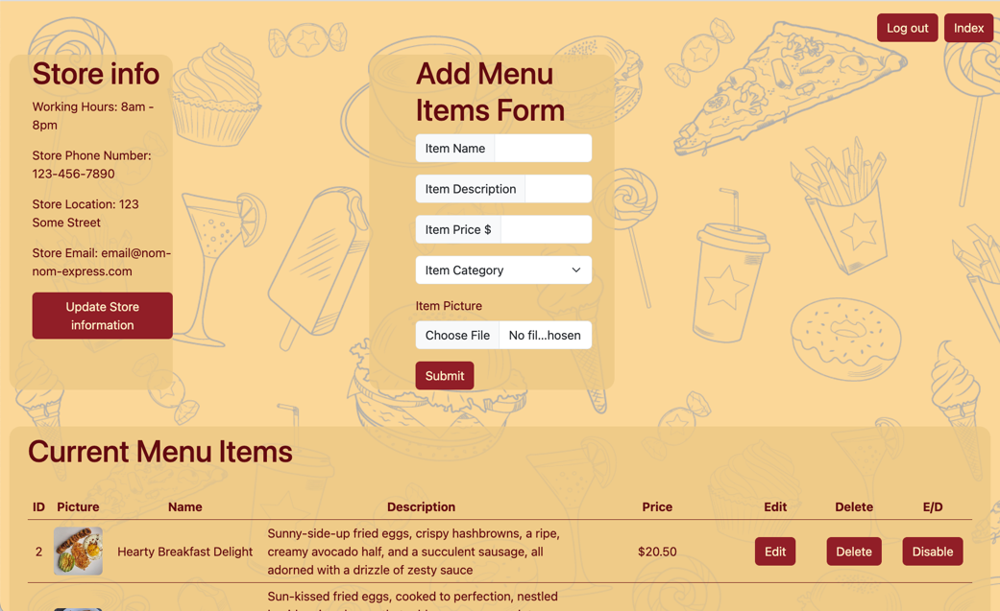 Log out
Index
Store info
Working Hours: 8am -
8pm
Store Phone Number:
123-456-7890
Store Location: 123
Some Street
Store Email: email@nom-
nom-express.com
Update Store
information
Add Menu
Items Form
Item Name
Item Description
Item Price $
Item Category
Item Picture
Choose File No fil...hosen
Submit
Current Menu Items
ID Picture Name Description Price Edit Delete E/D
2 Hearty Breakfast Delight
Sunny-side-up fried eggs, crispy hashbrowns, a ripe,
creamy avocado half, and a succulent sausage, all
adorned with a drizzle of zesty sauce
$20.50 Edit Delete Disable
Sun-kissed fried eggs, cooked to perfection, nestled